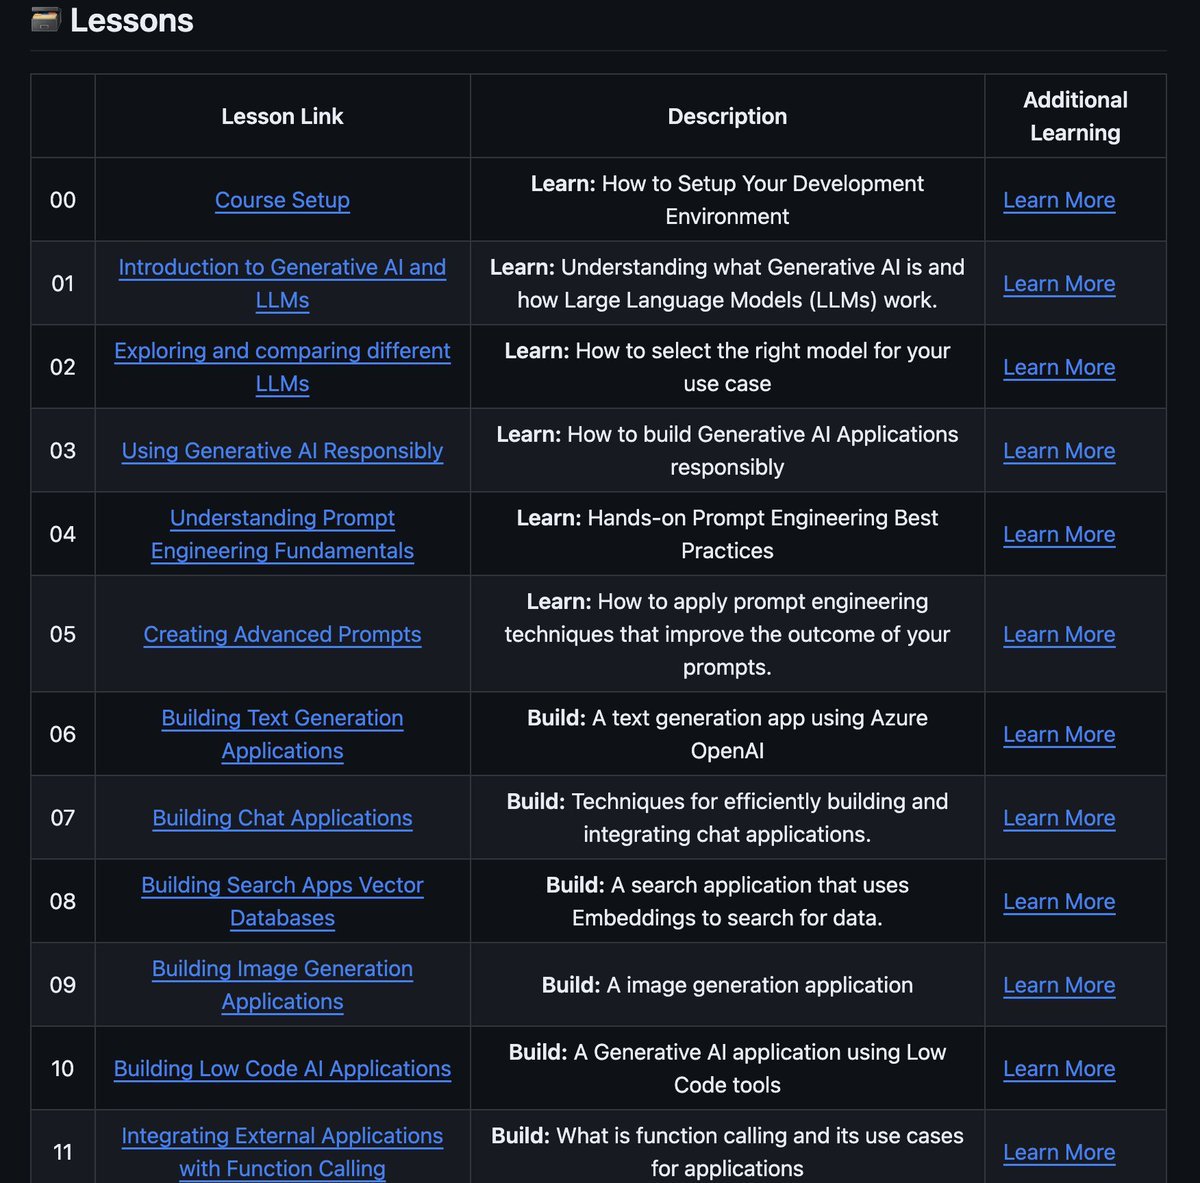 Lessons
Lesson Link
Description
Additional
Learning
00
Course Setup
Learn: How to Setup Your Development
Environment
Learn More
01
Introduction to Generative AI and
LLMs
Learn: Understanding what Generative AI is and
how Large Language Models (LLMs) work.
Learn More
02
Exploring and comparing different
LLMs
Learn: How to select the right model for your
use case
Learn More
03
Using Generative AI Responsibly
Learn: How to build Generative AI Applications
responsibly
Learn More
04
Understanding Prompt
Engineering Fundamentals
Learn: Hands-on Prompt Engineering Best
Practices
Learn More
05
Creating Advanced Prompts
Learn: How to apply prompt engineering
techniques that improve the outcome of your
prompts.
Learn More
06
Building Text Generation
Applications
Build: A text generation app using Azure
OpenAI
Learn More
07
Building Chat Applications
Build: Techniques for efficiently building and
integrating chat applications.
Learn More
08
Building Search Apps Vector
Databases
Build: A search application that uses
Embeddings to search for data.
Learn More
09
Building Image Generation
Applications
Build: A image generation application
Learn More
10
Building Low Code AI Applications
Build: A Generative AI application using Low
Code tools
Learn More
11
Integrating External Applications
with Function Calling
Build: What is function calling and its use cases
for applications
Learn More